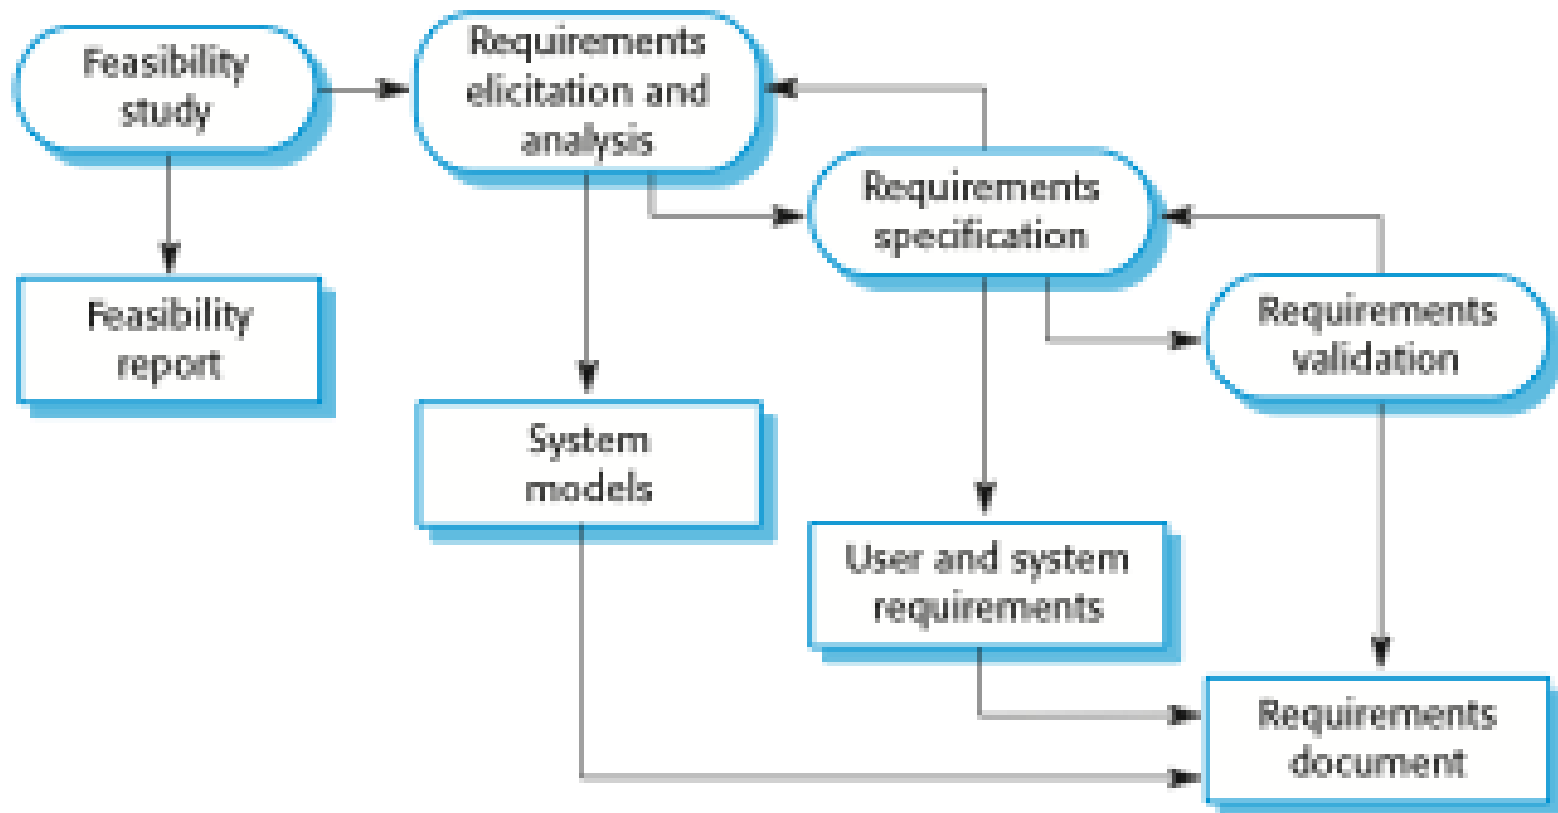 Feasibility
study
Requirements
elicitation and
analysis
Requirements
specification
Requirements
validation
Feasibility
report
System
models
User and system
requirements
Requirements
document